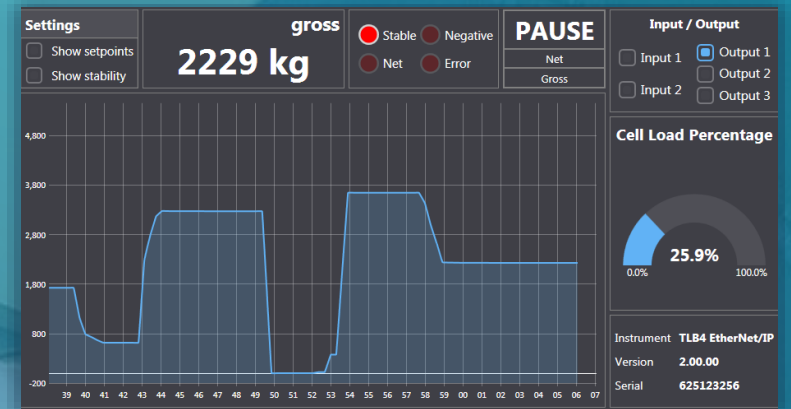 Settings
Show setpoints
Show stability
gross
2229 kg
Stable
Negative
Net
Error
PAUSE
Net
Gross
Input / Output
Input 1
Input 2
Output 1
Output 2
Output 3
4,800
3,800
2,800
1,800
800
-200
39 40 41 42 43 44 45 46 47 48 49 50 51 52 53 54 55 56 57 58 59 00 01 02 03 04 05 06 07
Cell Load Percentage
25.9%
0.0%
100.0%
Instrument TLB4 EtherNet/IP
Version 2.00.00
Serial 625123256